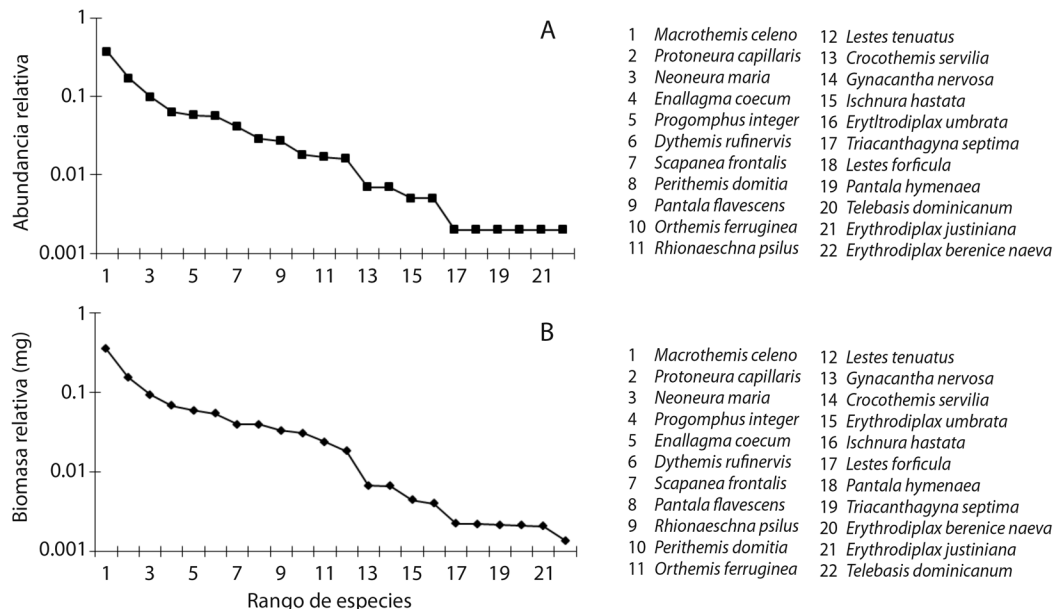 A
Abundancia relativa
1
0.1
0.01
0.001
1 3 5 7 9 11 13 15 17 19 21
1 Macrothemis celeno
2 Protoneura capillaris
3 Neoneura maria
4 Enallagma coecum
5 Progomphus integer
6 Dythemis rufinervis
7 Scapanea frontalis
8 Perithemis domitia
9 Pantala flavescens
10 Orthemis ferruginea
11 Rhionaeschna psilus
12 Lestes tenuatus
13 Crocothemis servilia
14 Gynacantha nervosa
15 Ischnura hastata
16 Erytltrodiplax umbrata
17 Triacanthagyna septima
18 Lestes forficula
19 Pantala hymenaea
20 Telebasis dominicanum
21 Erythrodiplax justiniana
22 Erythrodiplax berenice naeva
B
Biomasa relativa (mg)
1
0.1
0.01
0.001
1 3 5 7 9 11 13 15 17 19 21
Rango de especies
1 Macrothemis celeno
2 Protoneura capillaris
3 Neoneura maria
4 Progomphus integer
5 Enallagma coecum
6 Dythemis rufinervis
7 Scapanea frontalis
8 Pantala flavescens
9 Rhionaeschna psilus
10 Perithemis domitia
11 Orthemis ferruginea
12 Lestes tenuatus
13 Gynacantha nervosa
14 Crocothemis servilia
15 Erythrodiplax umbrata
16 Ischnura hastata
17 Lestes forficula
18 Pantala hymenaea
19 Triacanthagyna septima
20 Erythrodiplax berenice naeva
21 Erythrodiplax justiniana
22 Telebasis dominicanum